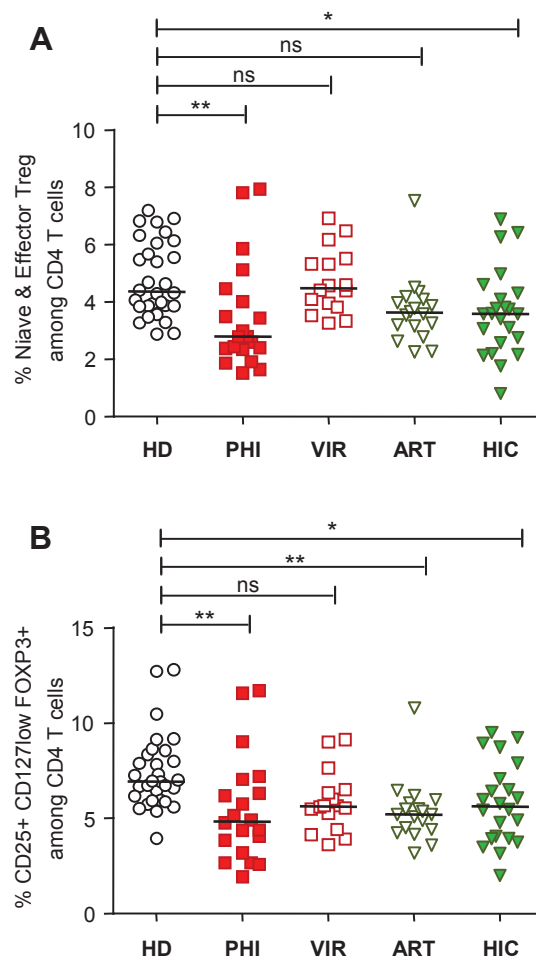 A
*
ns
ns
**
% Niave & Effector Treg
among CD4 T cells
10
8
6
4
2
0
HD PHI VIR ART HIC
B
*
**
ns
**
% CD25+ CD127low FOXP3+
among CD4 T cells
15
10
5
0
HD PHI VIR ART HIC